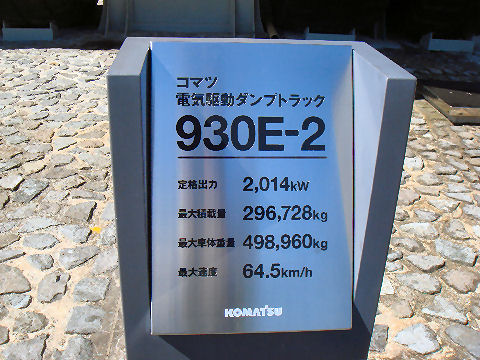 コマツ
電気駆動ダンプトラック
930E-2
定格出力 2,014kW
最大積載量 296,728kg
最大車体重量 498,960kg
最大速度 64.5km/h
KOMATSU